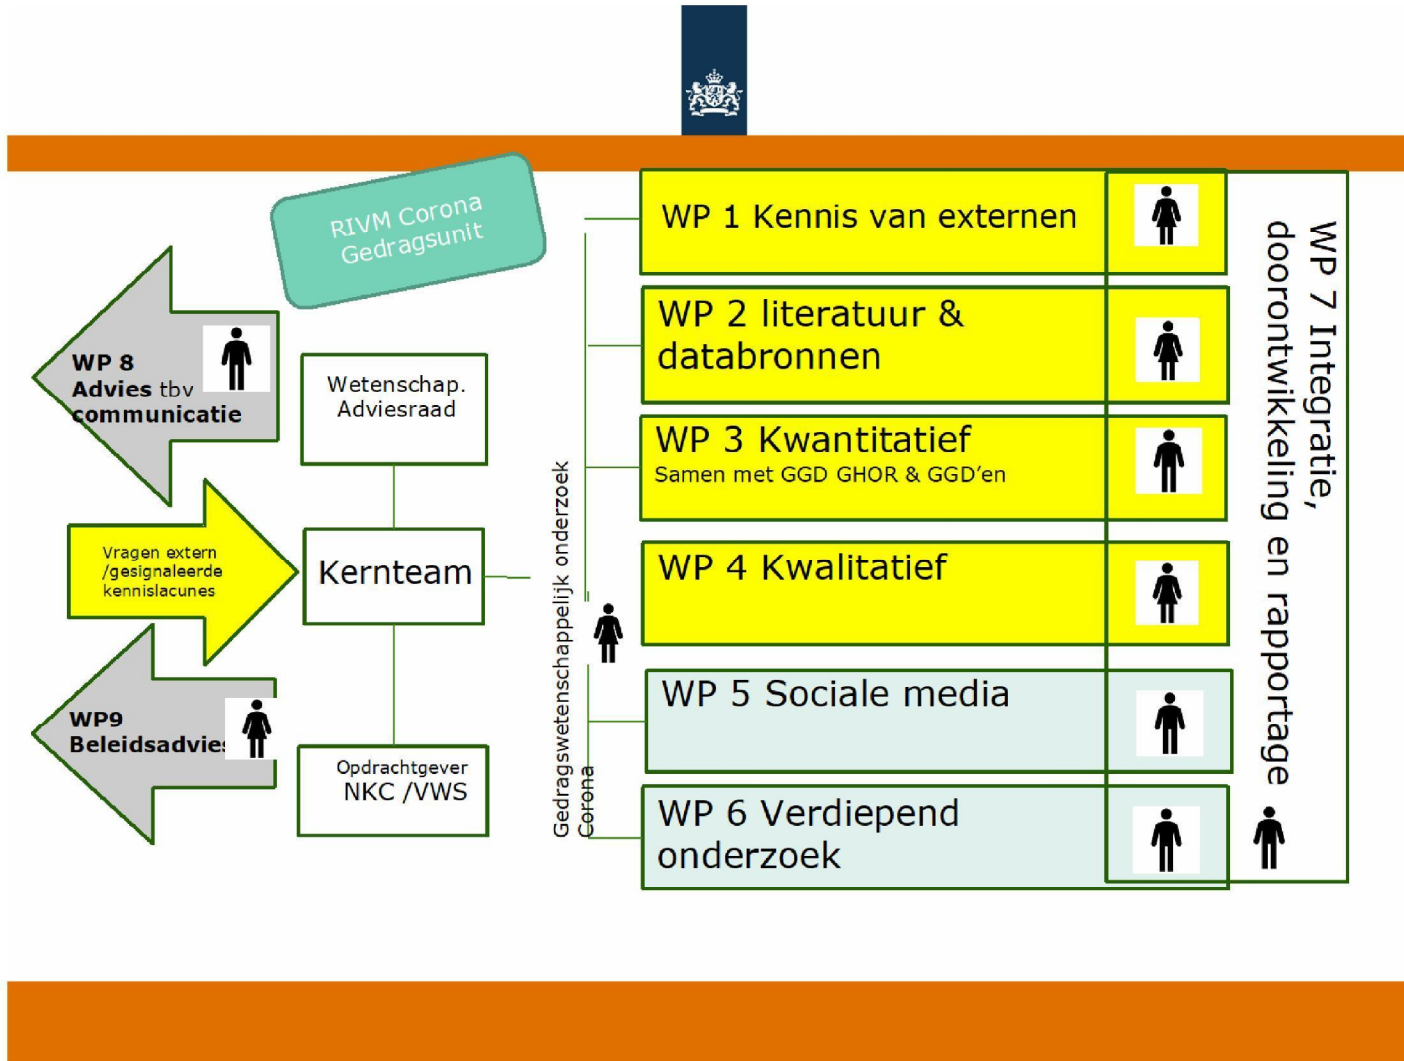 RIVM Corona
Gedragsunit
WP 8
Advies tbv
communicatie
Vragen extern
/gesignaleerde
kennislacunes
WP9
Beleidsadvies
Wetenschap.
Adviesraad
Kernteam
Opdrachtgever
NKC /VWS
Gedragswetenschappelijk onderzoek
Corona
WP 1 Kennis van externen
WP 2 literatuur &
databronnen
WP 3 Kwantitatief
Samen met GGD GHOR & GGD’en
WP 4 Kwalitatief
WP 5 Sociale media
WP 6 Verdiepend
onderzoek
WP 7 Integratie,
doorontwikkeling en rapportage